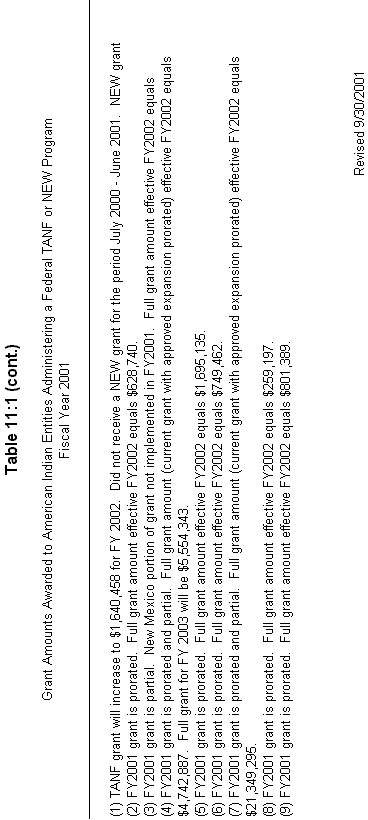 Table 11:1 (cont.)
Grant Amounts Awarded to American Indian Entities Administering a Federal TANF or NEW Program
Fiscal Year 2001
(1) TANF grant will increase to $1,640,458 for FY 2002.  Did not receive a NEW grant for the period July 2000 - June 2001.  NEW grant
(2) FY2001 grant is prorated.  Full grant amount effective FY2002 equals $628,740.
(3) FY2001 grant is partial.  New Mexico portion of grant not implemented in FY2001.  Full grant amount effective FY2002 equals
(4) FY2001 grant is prorated and partial.  Full grant amount (current grant with approved expansion prorated) effective FY2002 equals
$4,742,887.  Full grant for FY 2003 will be $5,554,343.
(5) FY2001 grant is prorated.  Full grant amount effective FY2002 equals $1,695,135.
(6) FY2001 grant is prorated.  Full grant amount effective FY2002 equals $749,462.
(7) FY2001 grant is prorated and partial.  Full grant amount (current grant with approved expansion prorated) effective FY2002 equals
$21,349,295.
(8) FY2001 grant is prorated.  Full grant amount effective FY2002 equals $259,197.
(9) FY2001 grant is prorated.  Full grant amount effective FY2002 equals $801,389.
Revised 9/30/2001